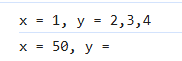 x = 1, y = 2,3,4
x = 50, y =